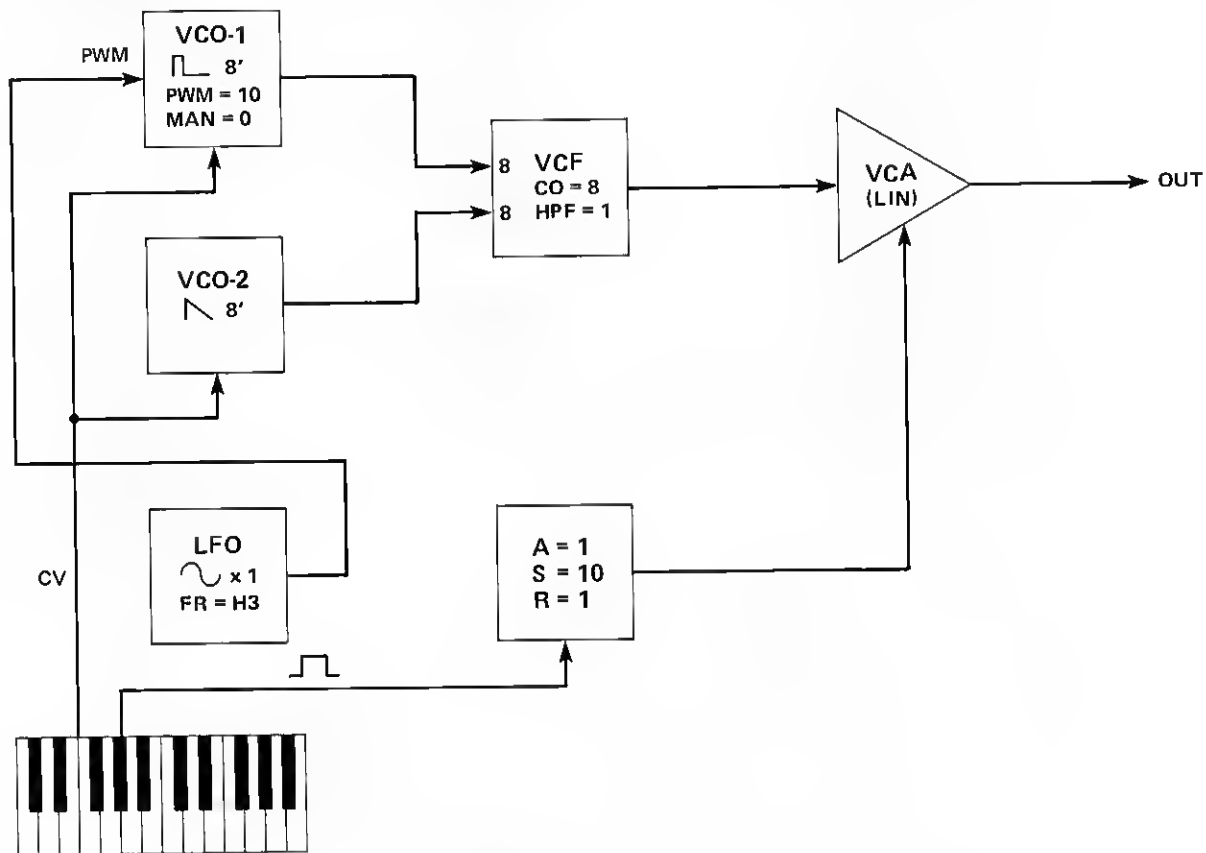 PWM
VCO-1
8'
PWM = 10
MAN = 0
8
8
VCF
CO = 8
HPF = 1
VCA
(LIN)
OUT
VCO-2
8'
LFO
x 1
FR = H3
CV
A = 1
S = 10
R = 1